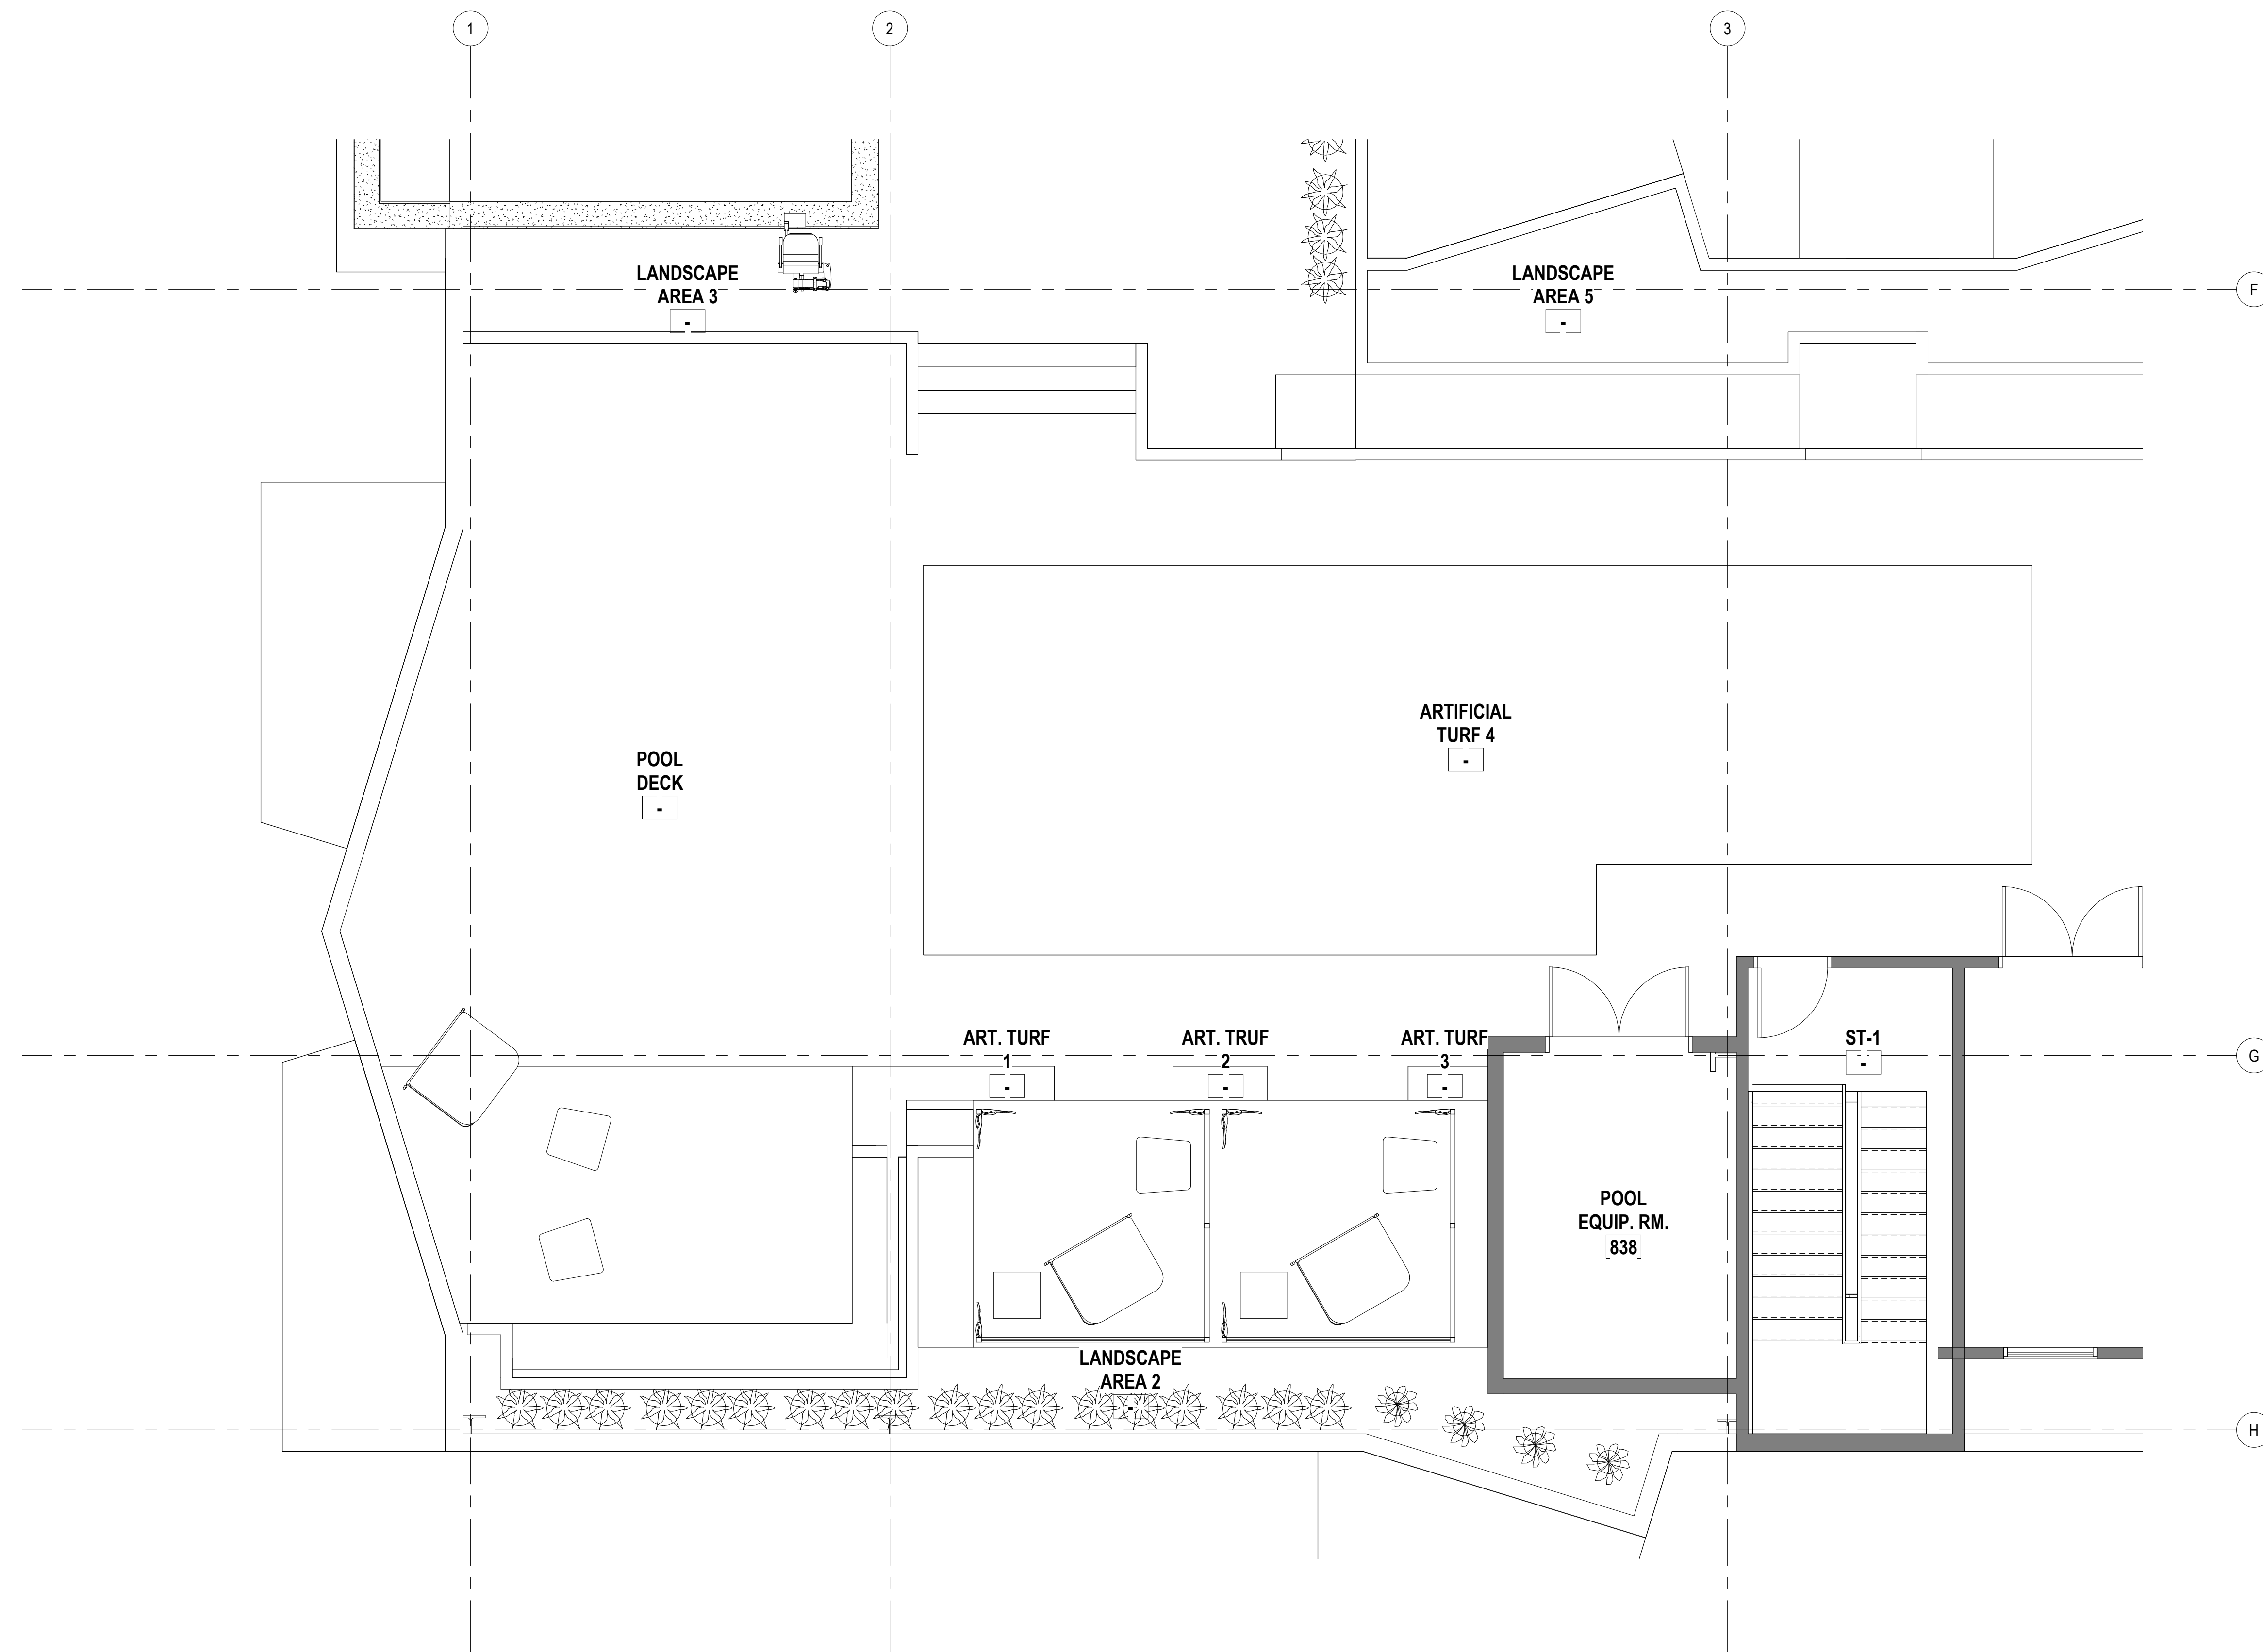 1
2
3
LANDSCAPE
AREA 3
-
LANDSCAPE
AREA 5
-
F
ARTIFICIAL
TURF 4
-
POOL
DECK
-
ART. TURF
1
-
ART. TRUF
2
-
ART. TURF
3
-
ST-1
-
G
POOL
EQUIP. RM.
838
LANDSCAPE
AREA 2
-
H